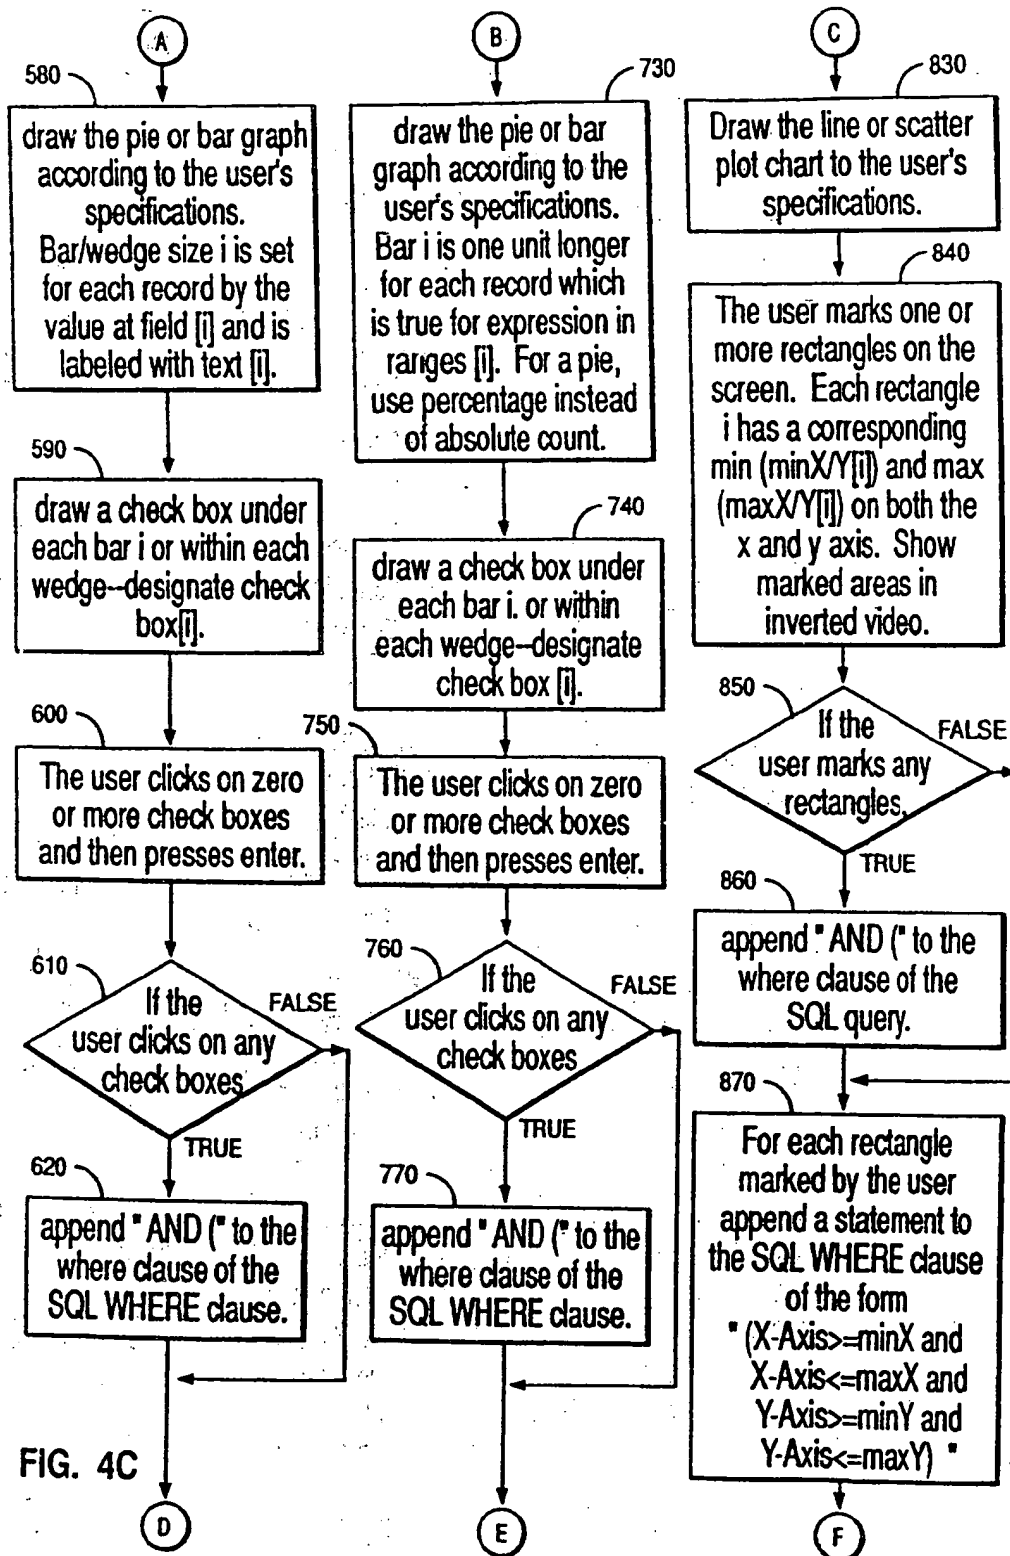 A
580
draw the pie or bar graph
according to the user's
specifications.
Bar/wedge size i is set
for each record by the
value at field [i] and is
labeled with text [i].
590
draw a check box under
each bar i or within each
wedge--designate check
box[i].
600
The user clicks on zero
or more check boxes
and then presses enter.
610
If the
user clicks on any
check boxes
FALSE
TRUE
620
append " AND (" to the
where clause of the
SQL WHERE clause.
D
B
730
draw the pie or bar
graph according to the
user's specifications.
Bar i is one unit longer
for each record which
is true for expression in
ranges [i]. For a pie,
use percentage instead
of absolute count.
740
draw a check box under
each bar i. or within
each wedge--designate
check box [i].
750
The user clicks on zero
or more check boxes
and then presses enter.
760
If the
user clicks on any
check boxes
FALSE
TRUE
770
append " AND (" to the
where clause of the
SQL WHERE clause.
E
C
830
Draw the line or scatter
plot chart to the user's
specifications.
840
The user marks one or
more rectangles on the
screen. Each rectangle
i has a corresponding
min (minX/Y[i]) and max
(maxX/Y[i]) on both the
x and y axis. Show
marked areas in
inverted video.
850
If the
user marks any
rectangles.
FALSE
TRUE
860
append " AND (" to the
where clause of the
SQL query.
870
For each rectangle
marked by the user
append a statement to
the SQL WHERE clause
of the form
" (X-Axis>=minX and
X-Axis<=maxX and
Y-Axis>=minY and
Y-Axis<=maxY) "
F
FIG. 4C